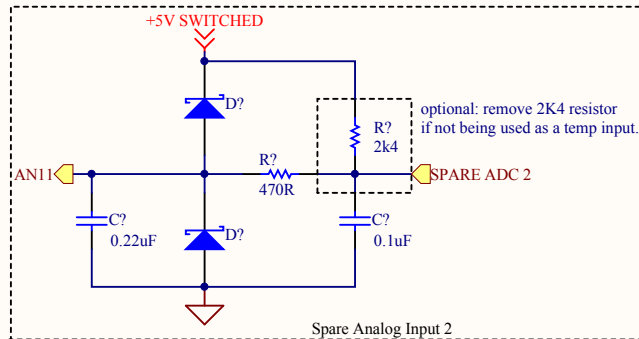 +5V SWITCHED
D?
optional: remove 2K4 resistor
if not being used as a temp input.
R?
2k4
AN11
R?
470R
SPARE ADC 2
C?
0.22uF
D?
C?
0.1uF
Spare Analog Input 2